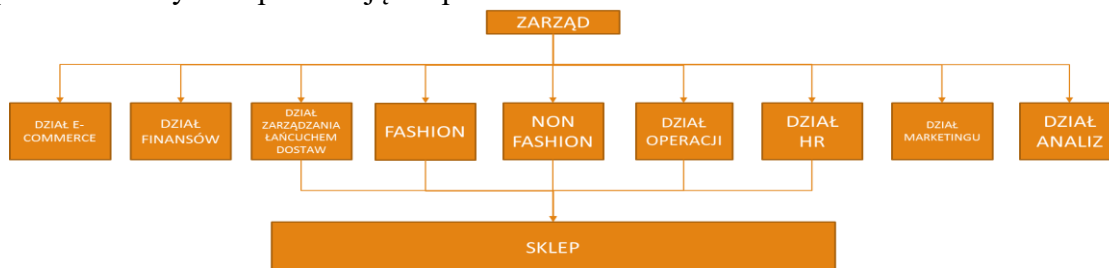 ZARZĄD
DZIAŁ E-
COMMERCE
DZIAŁ
FINANSÓW
DZIAŁ
ZARZĄDZANIA
ŁAŃCUCHEM
DOSTAW
FASHION
NON
FASHION
DZIAŁ
OPERACJI
DZIAŁ
HR
DZIAŁ
MARKETINGU
DZIAŁ
ANALIZ
SKLEP